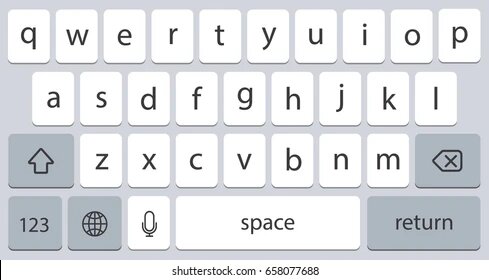 q w e r t y u i o p
a s d f g h j k l
z x c v b n m
123 space return
shutterstock.com · 658077688